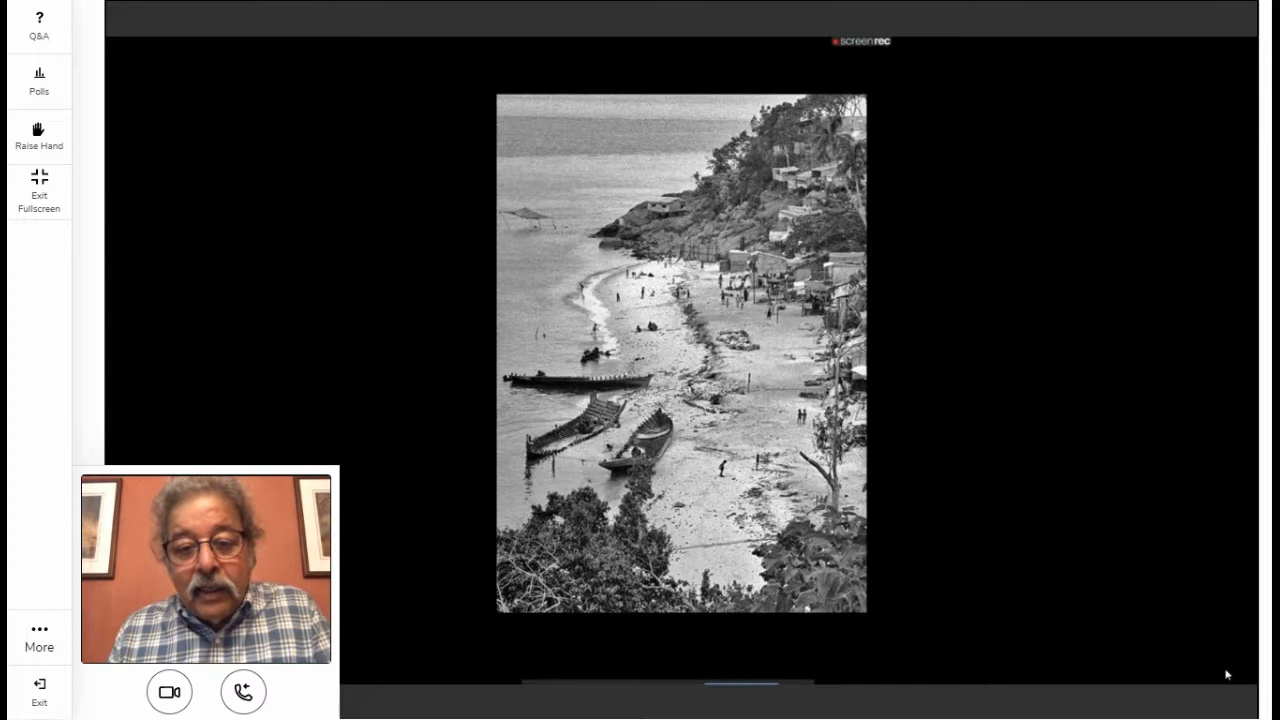 ?
Q&A
Polls
Raise Hand
Exit
Fullscreen
screenrec
More
Exit